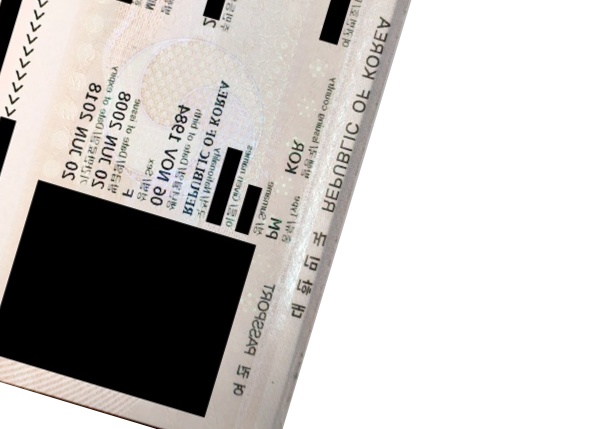 대한민국 REPUBLIC OF KOREA
여권 PASSPORT
종류/ Type
발행국/ Issuing country
PM
KOR
성/ Surname
이름/ Given names
국적/ Nationality
REPUBLIC OF KOREA
생년월일/ Date of birth
06 NOV 1984
성별/ Sex
F
발급일/ Date of issue
20 JUN 2008
기간만료일/ Date of expiry
20 JUN 2018